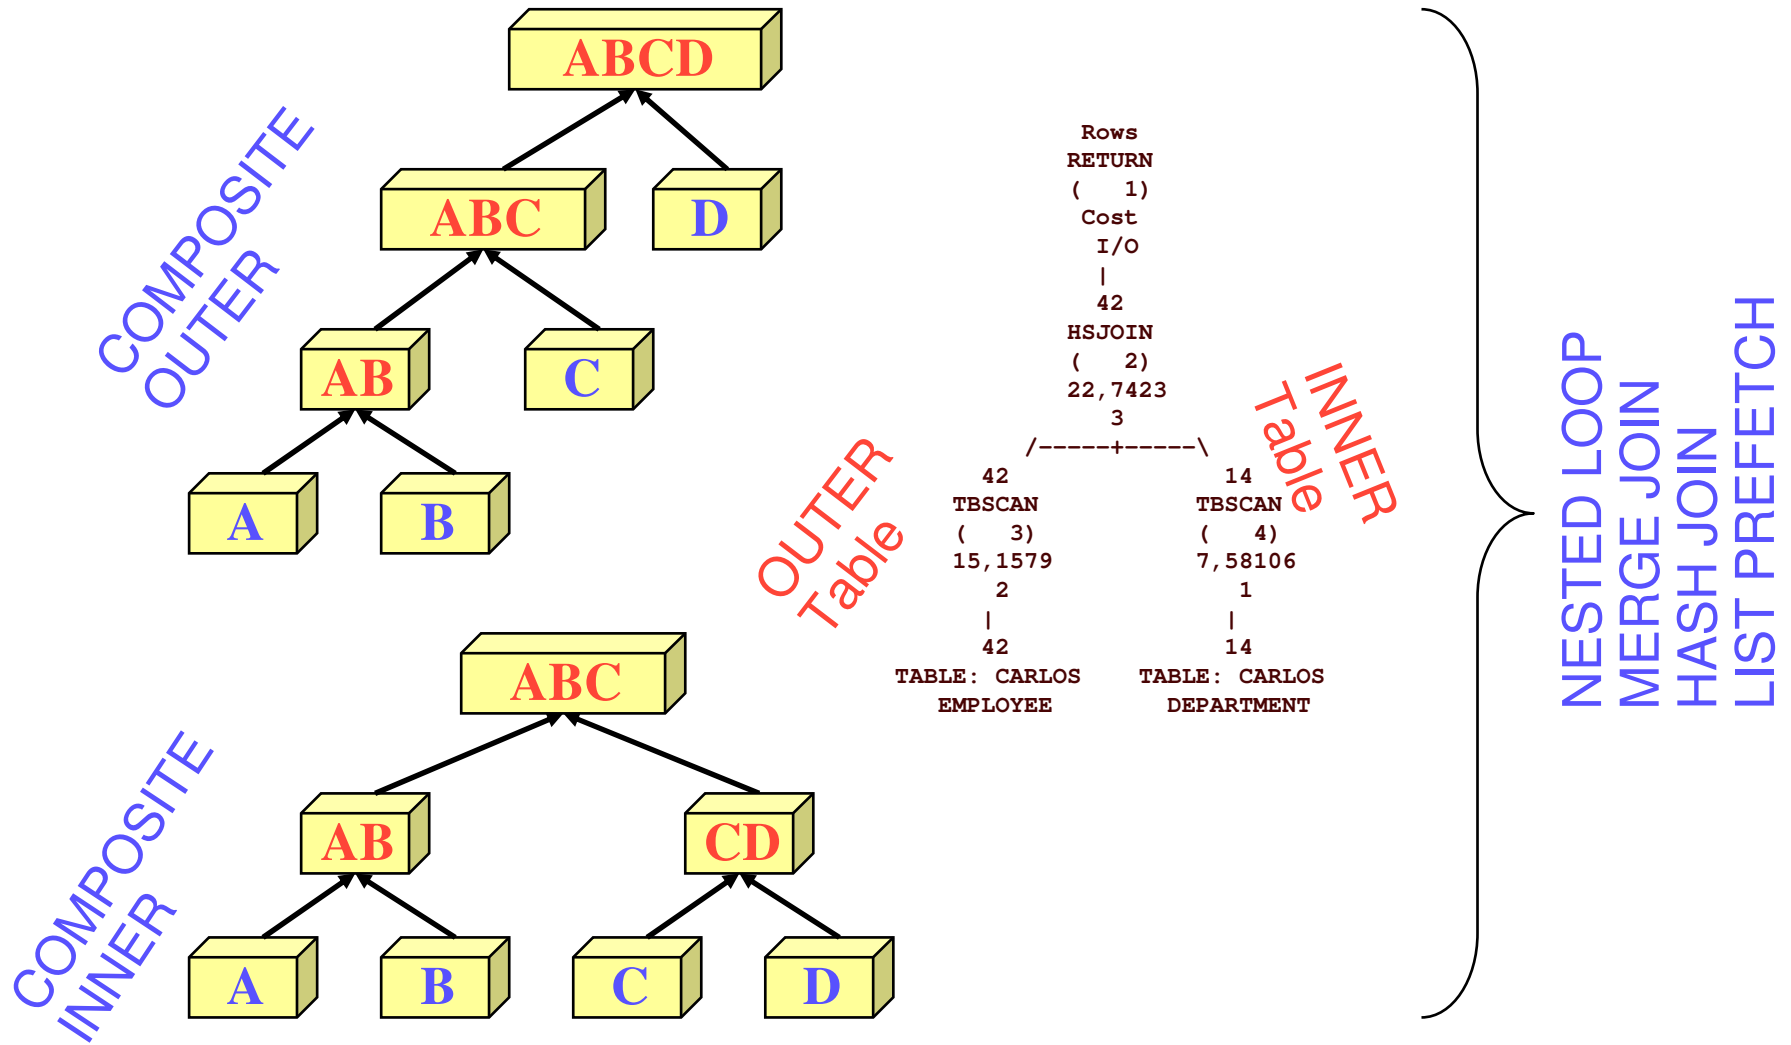 ABCD
ABC
D
AB
C
A
B
COMPOSITE
OUTER
ABC
AB
CD
A
B
C
D
COMPOSITE
INNER
Rows
RETURN
(   1)
Cost
I/O
|
42
HSJOIN
(   2)
22,7423
3
/-----+-----\
42 14
TBSCAN TBSCAN
(   3) (   4)
15,1579 7,58106
2 1
| |
42 14
TABLE: CARLOS TABLE: CARLOS
EMPLOYEE DEPARTMENT
OUTER
Table
INNER
Table
NESTED LOOP
MERGE JOIN
HASH JOIN
LIST PREFETCH